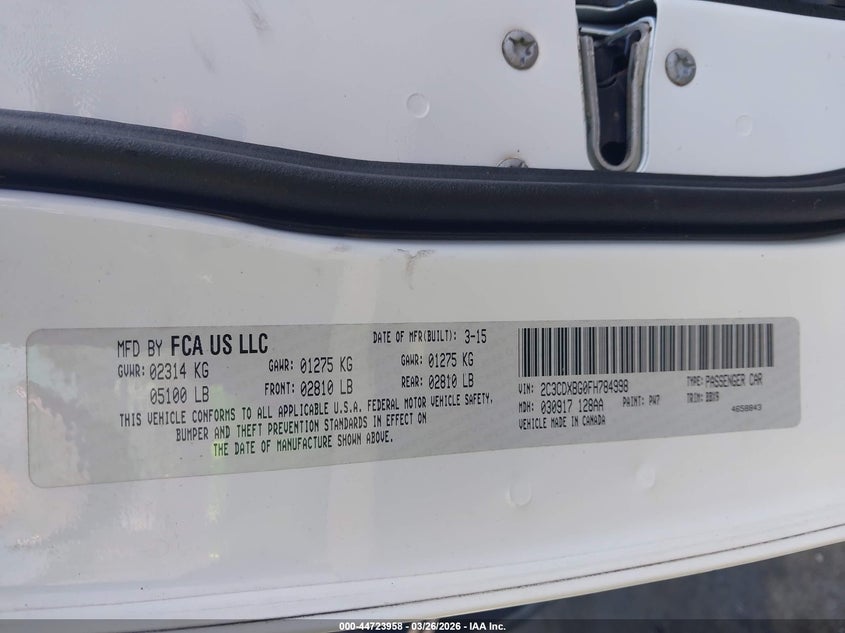 MFD BY FCA US LLC
DATE OF MFR(BUILT): 3-15
GVWR: 02314 KG
GAWR: 01275 KG
GAWR: 01275 KG
05100 LB
FRONT: 02810 LB
REAR: 02810 LB
THIS VEHICLE CONFORMS TO ALL APPLICABLE U.S.A. FEDERAL MOTOR VEHICLE SAFETY,
BUMPER AND THEFT PREVENTION STANDARDS IN EFFECT ON
THE DATE OF MANUFACTURE SHOWN ABOVE.
VIN: 2C3CDXBG0FH784998
TYPE: PASSENGER CAR
MDH: 030917 128AA
PAINT: PW7
TRIM: BBX9
VEHICLE MADE IN CANADA
4658843
000-44723958 - 03/26/2026 - IAA Inc.